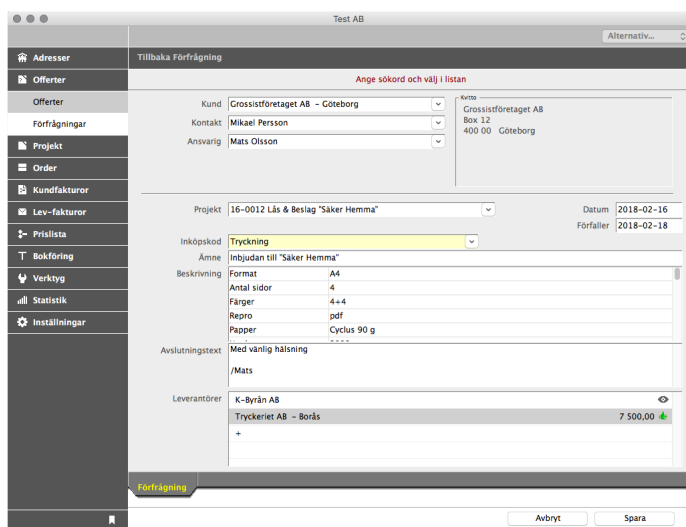 Test AB
Alternativ...
Adresser
Tillbaka Förfrågning
Offerter
Ange sökord och välj i listan
Offerter
Förfrågningar
Projekt
Order
Kundfakturor
Lev-fakturor
Prislista
Bokföring
Verktyg
Statistik
Inställningar
Kund Grossistföretaget AB - Göteborg
Kontakt Mikael Persson
Ansvarig Mats Olsson
Kvitto
Grossistföretaget AB
Box 12
400 00 Göteborg
Projekt 16-0012 Lås & Beslag "Säker Hemma"
Datum 2018-02-16
Förfaller 2018-02-18
Inköpskod Tryckning
Ämne Inbjudan till "Säker Hemma"
Beskrivning Format A4
Antal sidor 4
Färger 4+4
Repro pdf
Papper Cyclus 90 g
Avslutningstext Med vänlig hälsning
/Mats
Leverantörer K-Byrån AB
Tryckeriet AB - Borås 7 500,00
+
Förfrågning
Avbryt Spara